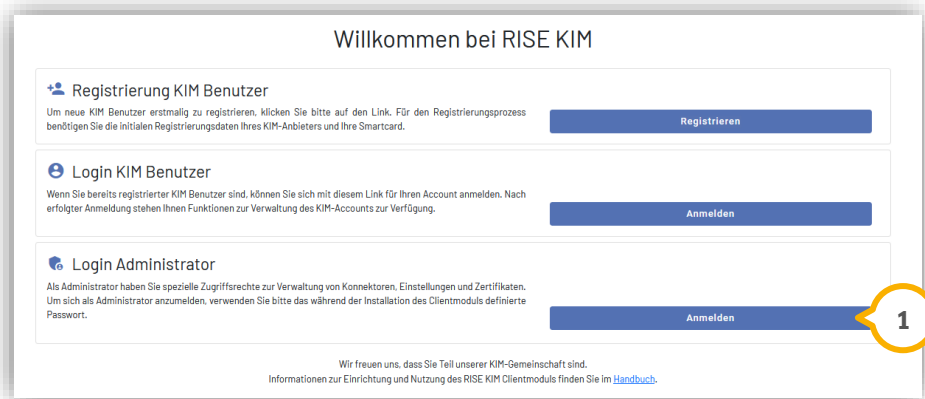 Willkommen bei RISE KIM
Registrierung KIM Benutzer
Um neue KIM Benutzer erstmalig zu registrieren, klicken Sie bitte auf den Link. Für den Registrierungsprozess
benötigen Sie die initialen Registrierungsdaten Ihres KIM-Anbieters und Ihre Smartcard.
Registrieren
Login KIM Benutzer
Wenn Sie bereits registrierter KIM Benutzer sind, können Sie sich mit diesem Link für Ihren Account anmelden. Nach
erfolgter Anmeldung stehen Ihnen Funktionen zur Verwaltung des KIM-Accounts zur Verfügung.
Anmelden
Login Administrator
Als Administrator haben Sie spezielle Zugriffsrechte zur Verwaltung von Konnektoren, Einstellungen und Zertifikaten.
Um sich als Administrator anzumelden, verwenden Sie bitte das während der Installation des Clientmoduls definierte
Passwort.
Anmelden
1
Wir freuen uns, dass Sie Teil unserer KIM-Gemeinschaft sind.
Informationen zur Einrichtung und Nutzung des RISE KIM Clientmoduls finden Sie im Handbuch.